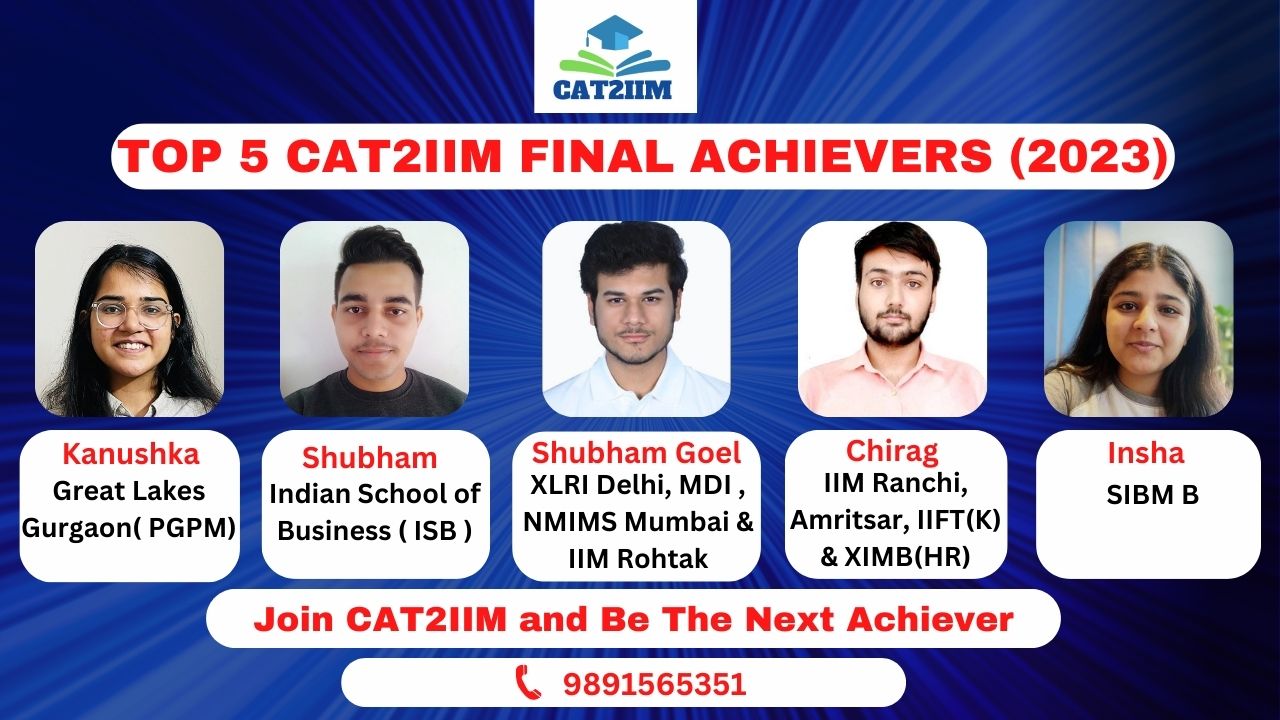 CAT2IIM
TOP 5 CAT2IIM FINAL ACHIEVERS (2023)
Kanushka
Great Lakes
Gurgaon( PGPM)
Shubham
Indian School of
Business ( ISB )
Shubham Goel
XLRI Delhi, MDI ,
NMIMS Mumbai &
IIM Rohtak
Chirag
IIM Ranchi,
Amritsar, IIFT(K)
& XIMB(HR)
Insha
SIBM B
Join CAT2IIM and Be The Next Achiever
9891565351